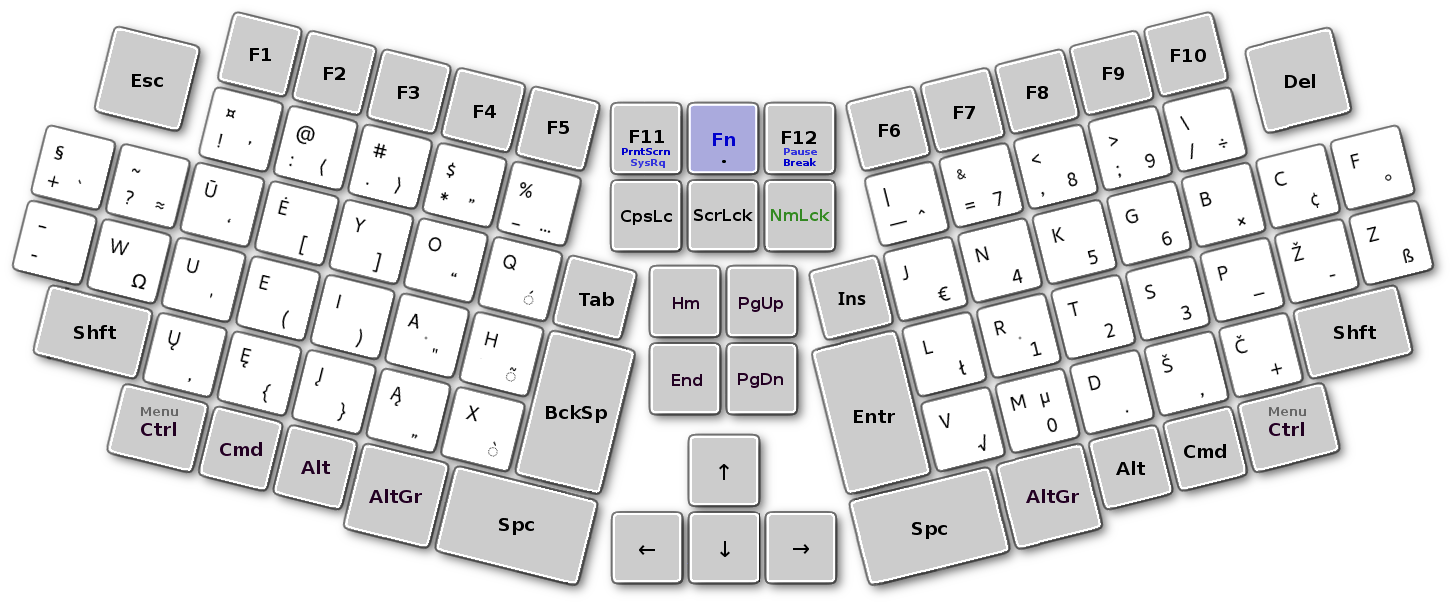 Esc
F1
F2
F3
F4
F5
§
+ `
~
? ≈
¤
! ,
@
: ⟨
#
. ⟩
$
* ”
%
_ …
-
W
Ω
Ū
‘
Ė
[
Y
]
O
“
Q
Tab
Shft
U
'
E
(
I
)
A
"
H
BckSp
Ų
,
Ę
{
Į
}
Ą
„
X
Menu
Ctrl
Cmd
Alt
AltGr
Spc
F11
PrntScrn
SysRq
Fn
.
F12
Pause
Break
CpsLc
ScrLck
NmLck
Hm
PgUp
End
PgDn
↑
←
↓
→
F6
F7
F8
F9
F10
Del
|
— ˆ
&
= 7
<
, 8
>
; 9
\
/ ÷
Ins
J
€
N
4
K
5
G
6
B
×
C
¢
F
°
Entr
L
ł
R
1
T
2
S
3
P
–
Ž
-
Z
ß
V
√
M µ
0
D
.
Š
,
Č
+
Shft
Spc
AltGr
Alt
Cmd
Menu
Ctrl